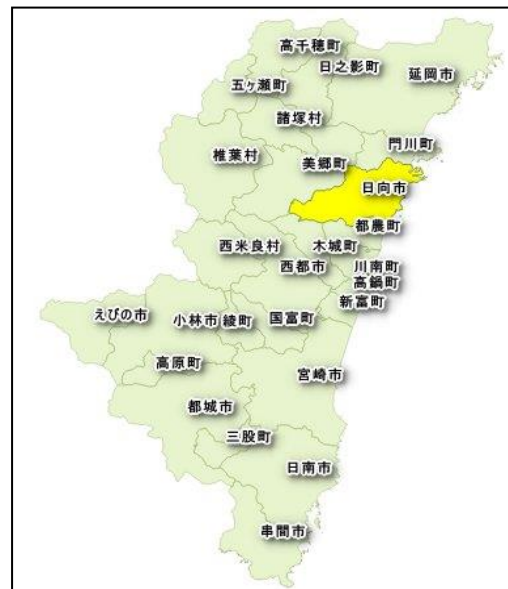 高千穂町
日之影町
延岡市
五ヶ瀬町
諸塚村
門川町
椎葉村
美郷町
日向市
都農町
西米良村
木城町
西都市
川南町
高鍋町
新富町
えびの市
小林市
綾町
国富町
高原町
宮崎市
都城市
三股町
日南市
串間市